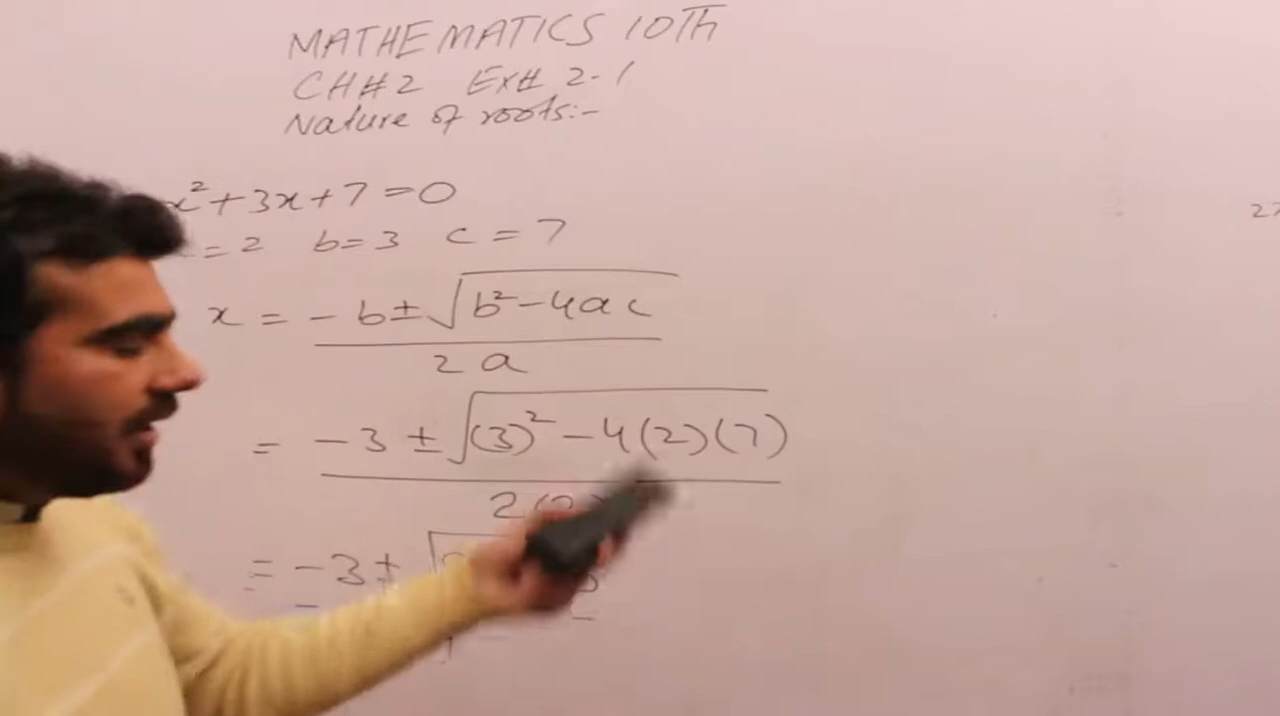 MATHEMATICS 10Th
CH#2 Ex# 2.1
Nature of roots:-
x²+3x+7=0
=2 b=3 c=7
x = -b±√b²-4ac
2a
= -3 ± √(3)²-4(2)(7)
2(
= -3±√